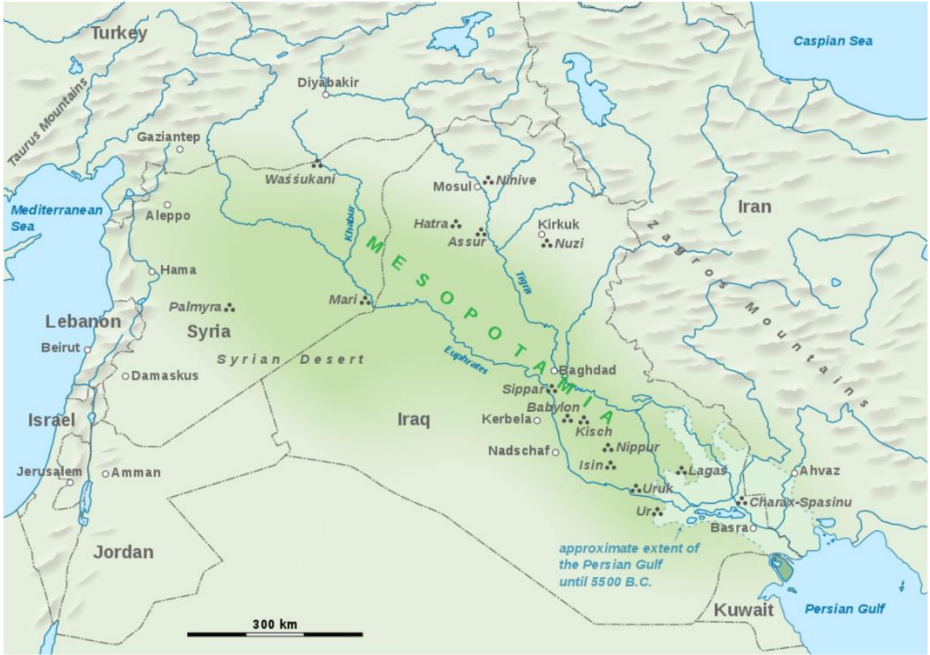 Turkey
Caspian Sea
Diyabakir
Taurus Mountains
Gaziantep
Waššukani
Mosul
Ninive
Mediterranean
Sea
Aleppo
Khabur
Hatra
Assur
Kirkuk
Nuzi
Iran
Zagros Mountains
MESOPOTAMIA
Hama
Tigris
Palmyra
Mari
Syria
Lebanon
Beirut
Syrian Desert
Euphrates
Damaskus
Baghdad
Sippar
Babylon
Israel
Iraq
Kerbela
Kisch
Nadschaf
Nippur
Isin
Lagas
Ahvaz
Jerusalem
Amman
Uruk
Ur
Charax-Spasinu
Basra
Jordan
approximate extent of
the Persian Gulf
until 5500 B.C.
Kuwait
Persian Gulf
300 km